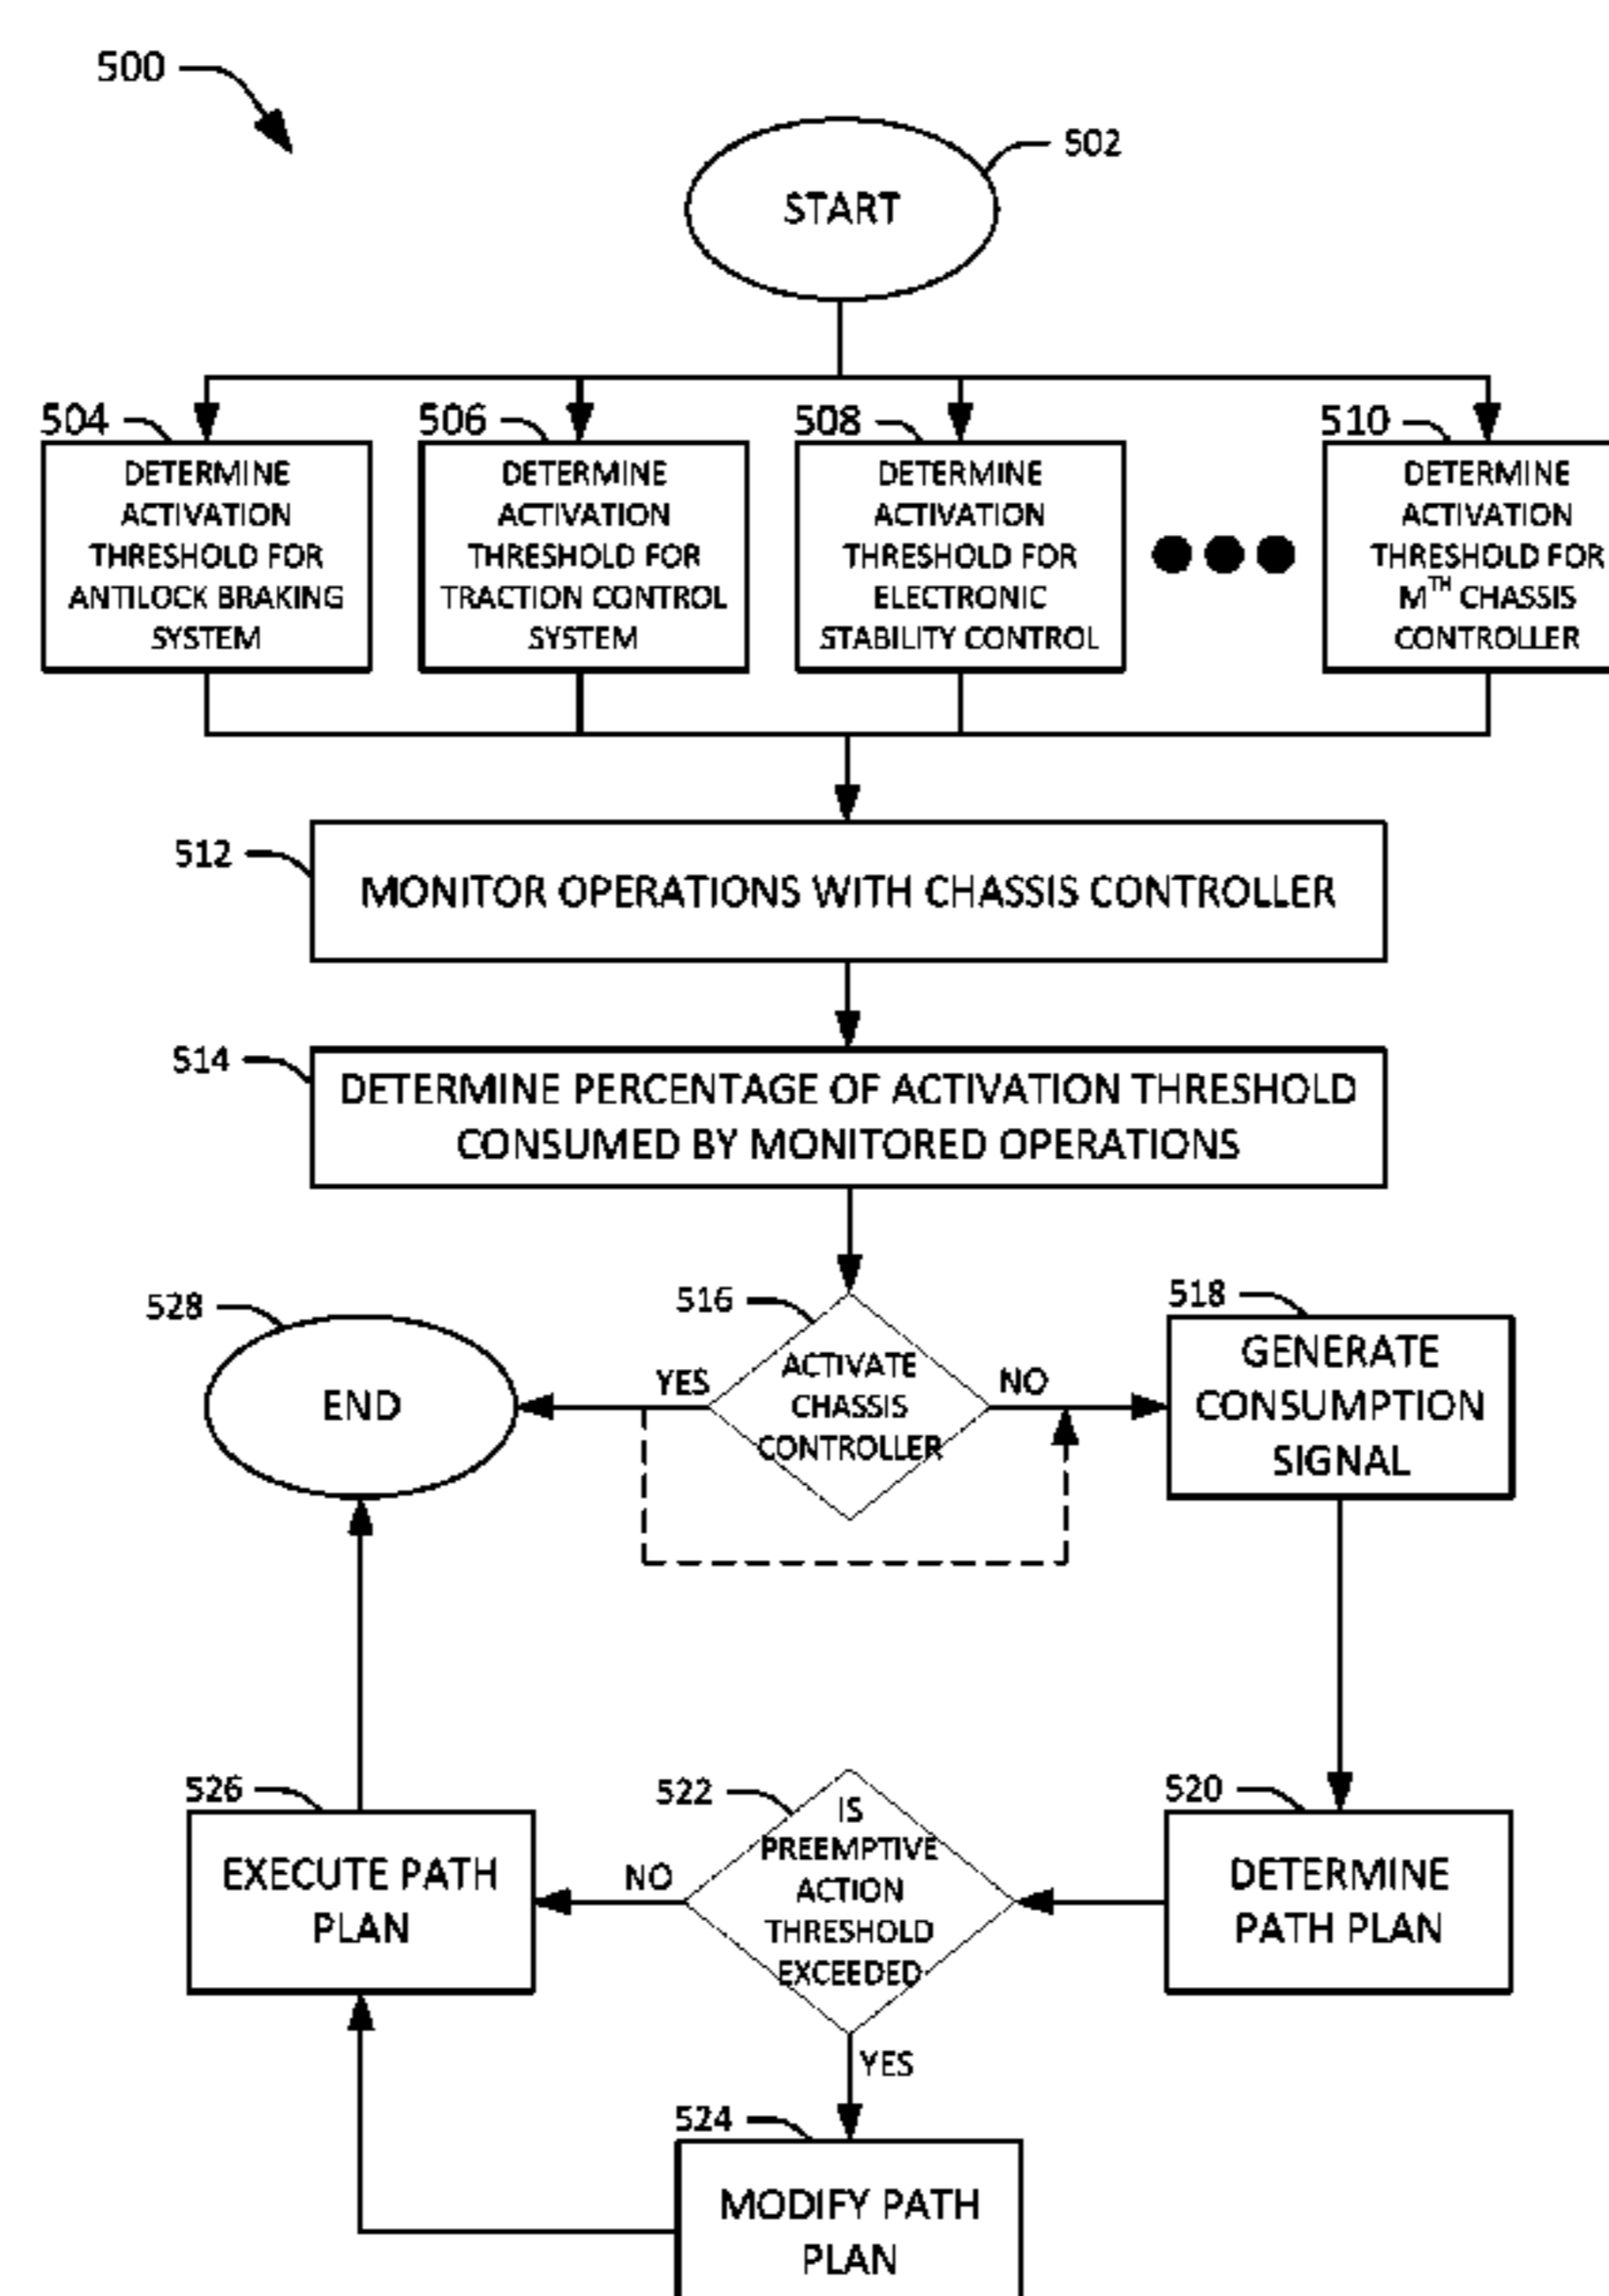 500
502
START
504
DETERMINE
ACTIVATION
THRESHOLD FOR
ANTILOCK BRAKING
SYSTEM
506
DETERMINE
ACTIVATION
THRESHOLD FOR
TRACTION CONTROL
SYSTEM
508
DETERMINE
ACTIVATION
THRESHOLD FOR
ELECTRONIC
STABILITY CONTROL
510
DETERMINE
ACTIVATION
THRESHOLD FOR
MTH CHASSIS
CONTROLLER
512
MONITOR OPERATIONS WITH CHASSIS CONTROLLER
514
DETERMINE PERCENTAGE OF ACTIVATION THRESHOLD
CONSUMED BY MONITORED OPERATIONS
528
END
YES
516
ACTIVATE
CHASSIS
CONTROLLER
NO
518
GENERATE
CONSUMPTION
SIGNAL
526
EXECUTE PATH
PLAN
NO
522
IS
PREEMPTIVE
ACTION
THRESHOLD
EXCEEDED
YES
520
DETERMINE
PATH PLAN
524
MODIFY PATH
PLAN